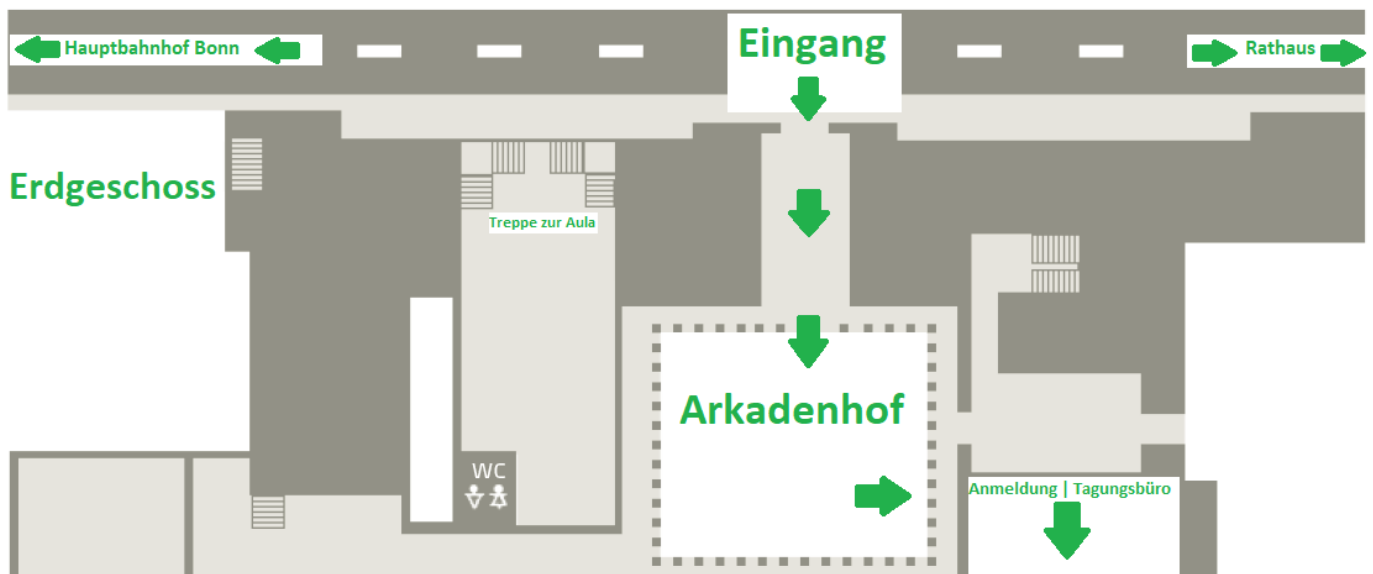 Hauptbahnhof Bonn
Eingang
Rathaus
Erdgeschoss
Treppe zur Aula
Arkadenhof
WC
Anmeldung | Tagungsbüro